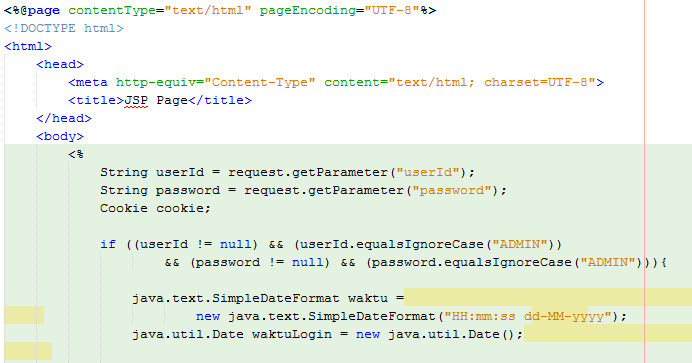 <%@page contentType="text/html" pageEncoding="UTF-8"%>
<!DOCTYPE html>
<html>
<head>
<meta http-equiv="Content-Type" content="text/html; charset=UTF-8">
<title>JSP Page</title>
</head>
<body>
<%
String userId = request.getParameter("userId");
String password = request.getParameter("password");
Cookie cookie;
if ((userId != null) && (userId.equalsIgnoreCase("ADMIN"))
&& (password != null) && (password.equalsIgnoreCase("ADMIN"))){
java.text.SimpleDateFormat waktu =
new java.text.SimpleDateFormat("HH:mm:ss dd-MM-yyyy");
java.util.Date waktuLogin = new java.util.Date();